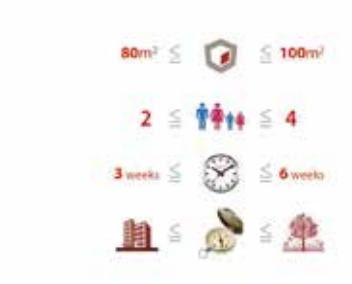 80m² ≦ ≦ 100m²
2 ≦ ≦ 4
3 weeks ≦ ≦ 6 weeks
≦ ≦